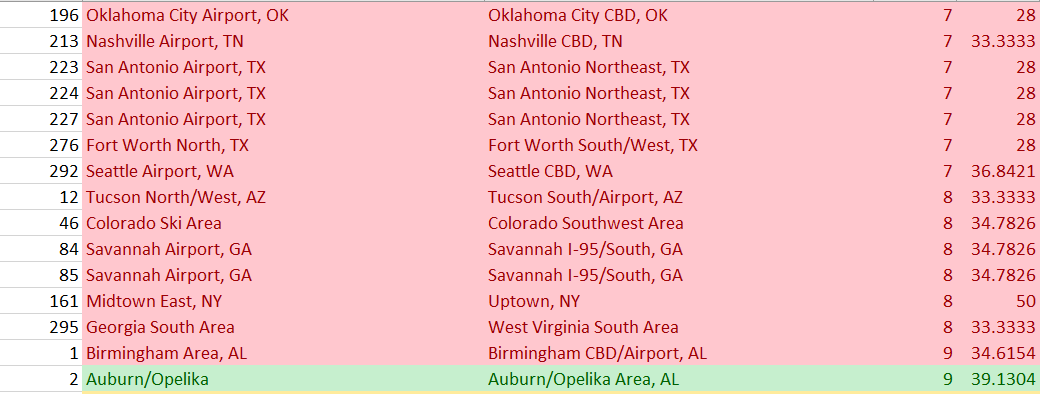 196 Oklahoma City Airport, OK Oklahoma City CBD, OK 7 28
213 Nashville Airport, TN Nashville CBD, TN 7 33.3333
223 San Antonio Airport, TX San Antonio Northeast, TX 7 28
224 San Antonio Airport, TX San Antonio Northeast, TX 7 28
227 San Antonio Airport, TX San Antonio Northeast, TX 7 28
276 Fort Worth North, TX Fort Worth South/West, TX 7 28
292 Seattle Airport, WA Seattle CBD, WA 7 36.8421
12 Tucson North/West, AZ Tucson South/Airport, AZ 8 33.3333
46 Colorado Ski Area Colorado Southwest Area 8 34.7826
84 Savannah Airport, GA Savannah I-95/South, GA 8 34.7826
85 Savannah Airport, GA Savannah I-95/South, GA 8 34.7826
161 Midtown East, NY Uptown, NY 8 50
295 Georgia South Area West Virginia South Area 8 33.3333
1 Birmingham Area, AL Birmingham CBD/Airport, AL 9 34.6154
2 Auburn/Opelika Auburn/Opelika Area, AL 9 39.1304